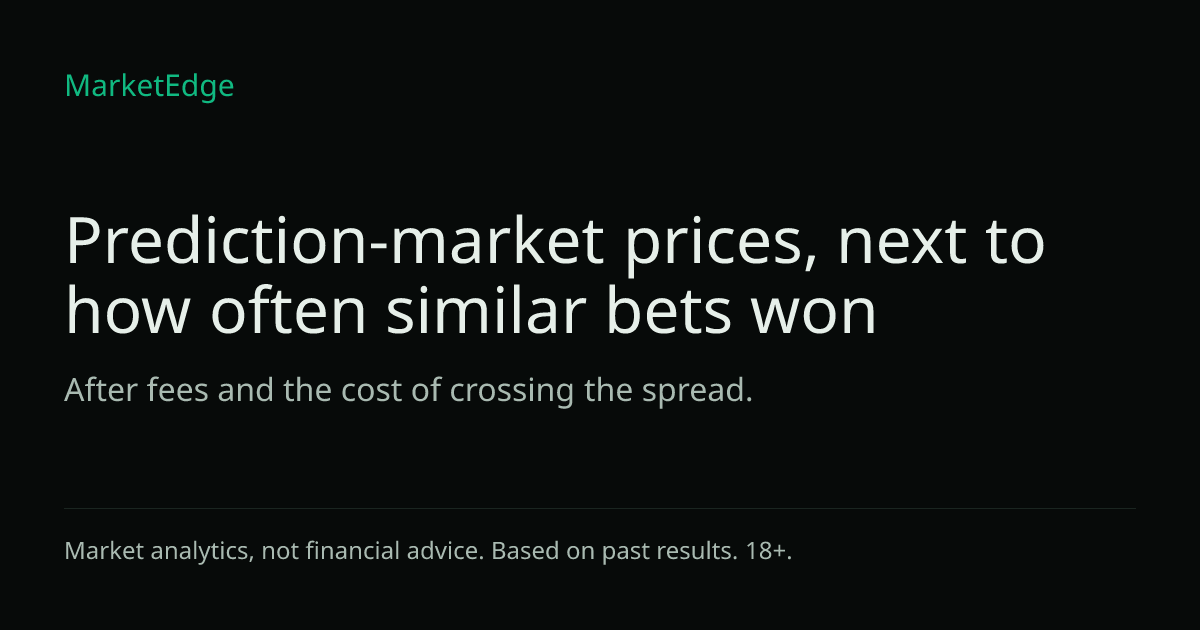 MarketEdge
Prediction-market prices, next to
how often similar bets won
After fees and the cost of crossing the spread.
Market analytics, not financial advice. Based on past results. 18+.